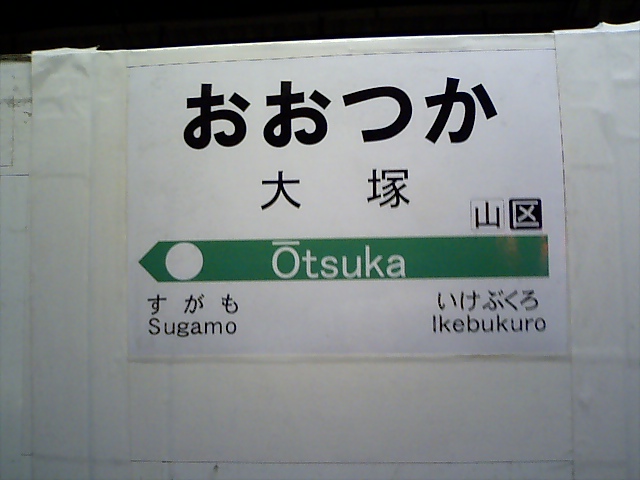 おおつか
大塚
山区
Ōtsuka
すがも いけぶくろ
Sugamo Ikebukuro